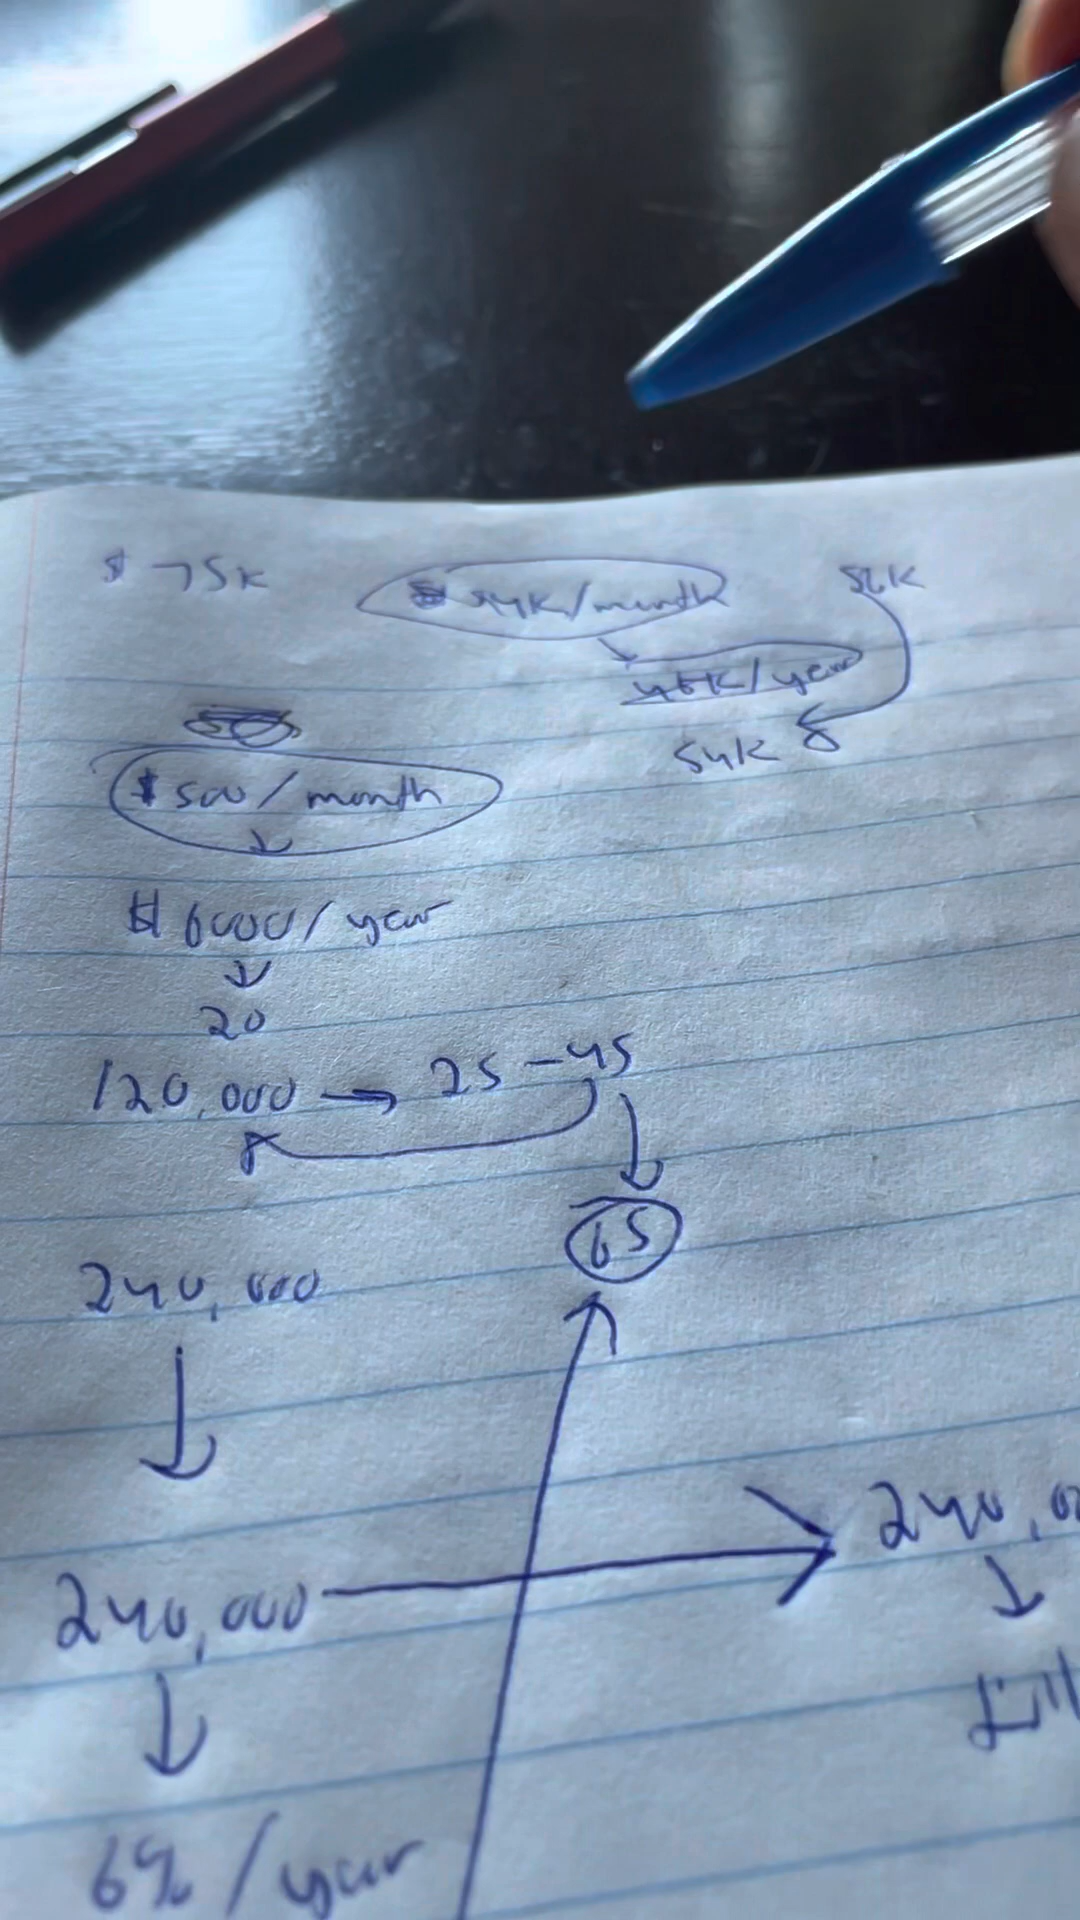 $ 75K
$4K/month
48K/year
54K
$500/month
$6000/year
20
120,000 → 25-45
65
240,000
240,000
240,0
6%/year